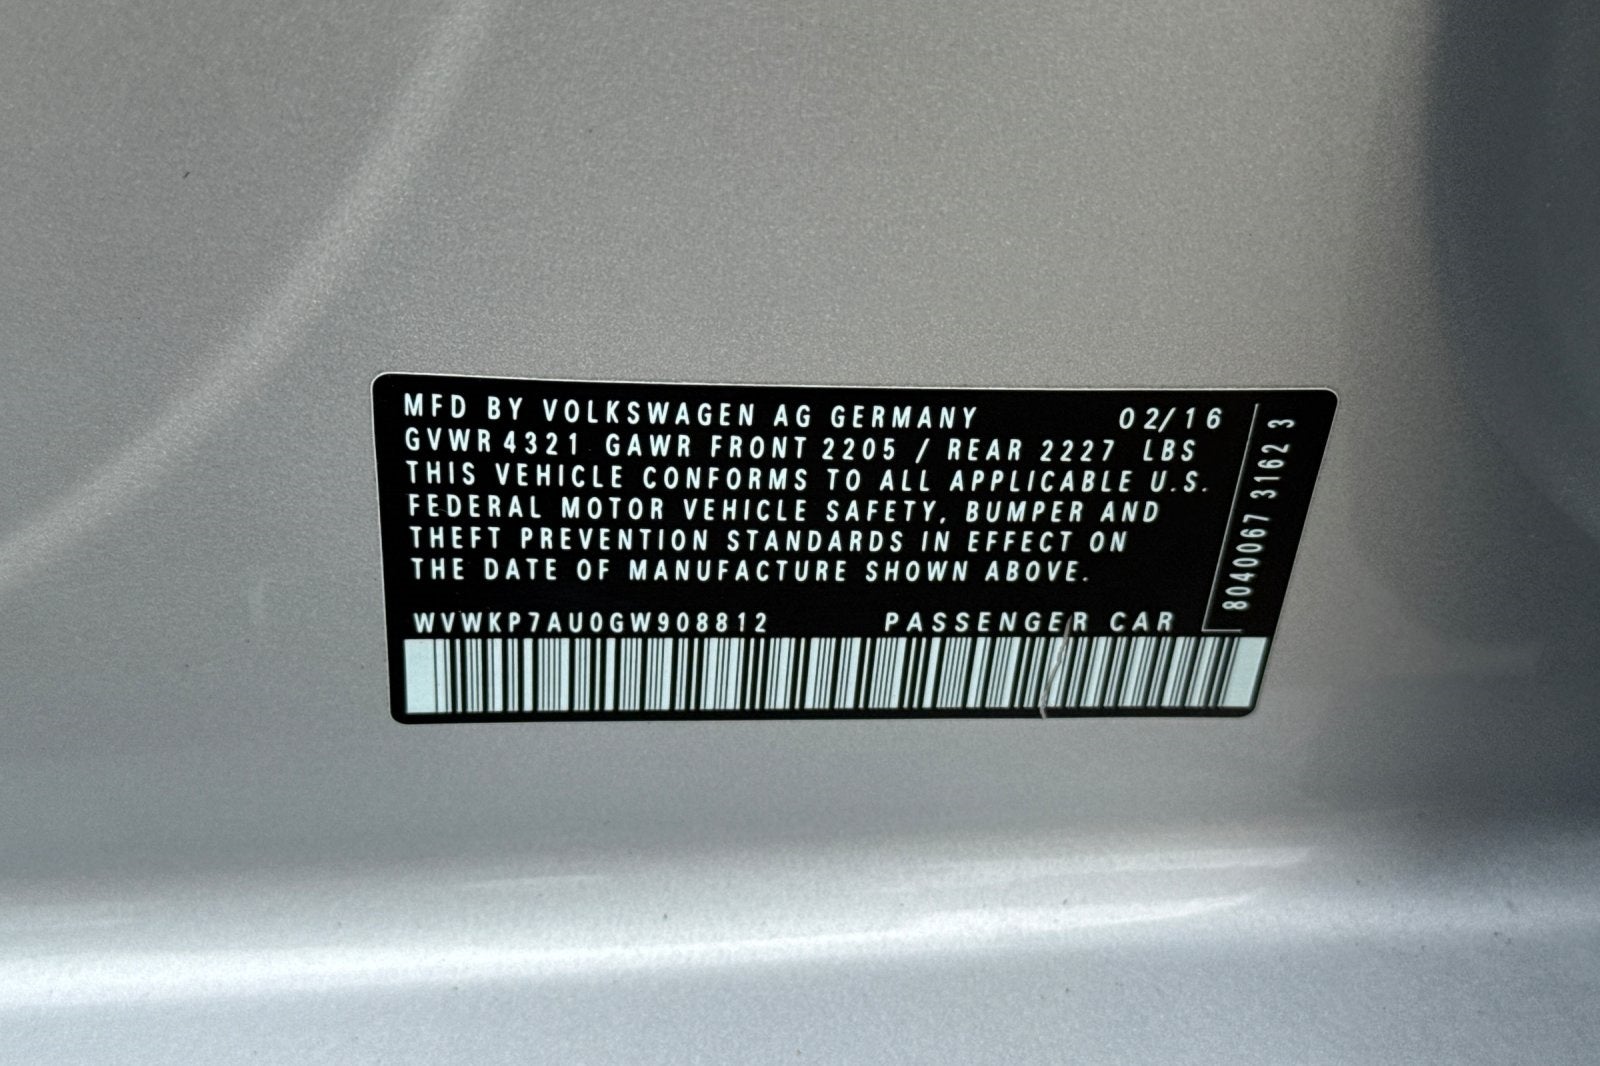 MFD BY VOLKSWAGEN AG GERMANY 02/16
GVWR 4321 GAWR FRONT 2205 / REAR 2227 LBS
THIS VEHICLE CONFORMS TO ALL APPLICABLE U.S.
FEDERAL MOTOR VEHICLE SAFETY, BUMPER AND
THEFT PREVENTION STANDARDS IN EFFECT ON
THE DATE OF MANUFACTURE SHOWN ABOVE.
WVWKP7AU0GW908812 PASSENGER CAR
8040067 3162 3